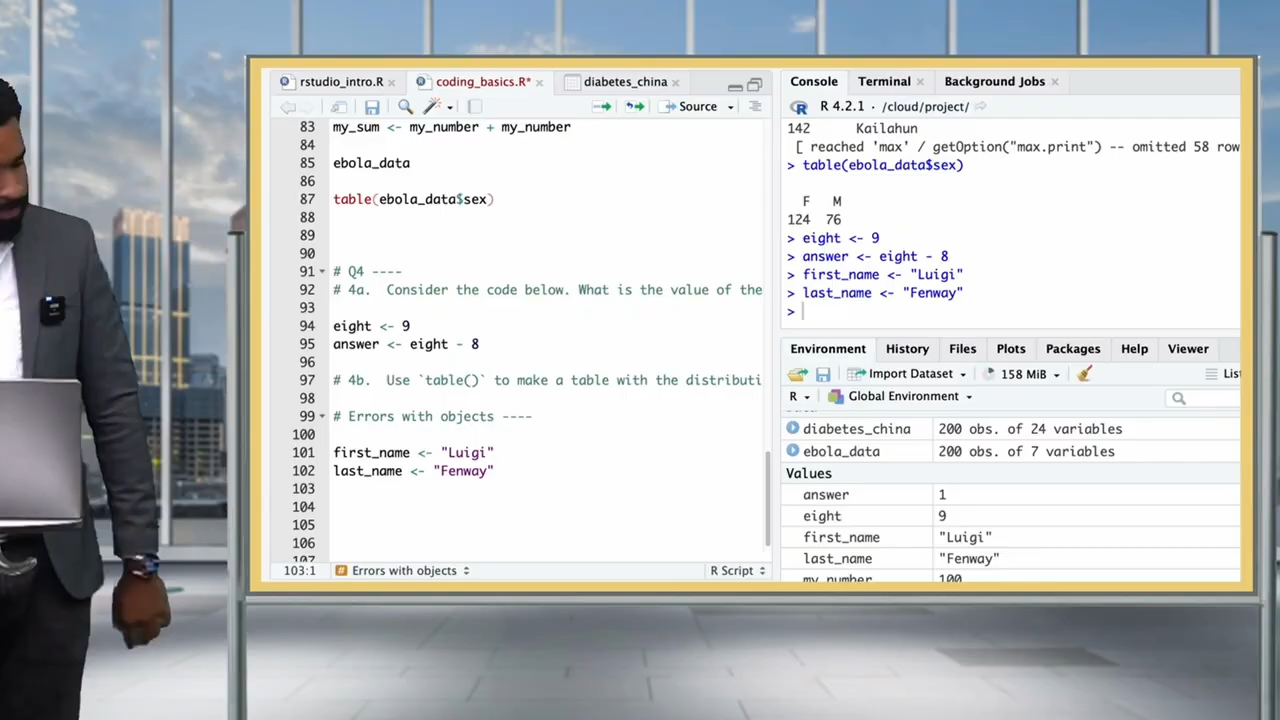 rstudio_intro.R
coding_basics.R*
diabetes_china
Source
83 my_sum <- my_number + my_number
84
85 ebola_data
86
87 table(ebola_data$sex)
88
89
90
91 # Q4 ----
92 # 4a.  Consider the code below. What is the value of the
93
94 eight <- 9
95 answer <- eight - 8
96
97 # 4b.  Use `table()` to make a table with the distributi
98
99 # Errors with objects ----
100
101 first_name <- "Luigi"
102 last_name <- "Fenway"
103
104
105
106
107
103:1 Errors with objects R Script
Console Terminal Background Jobs
R 4.2.1 · /cloud/project/
142 Kailahun
[ reached 'max' / getOption("max.print") -- omitted 58 row
> table(ebola_data$sex)
F M
124 76
> eight <- 9
> answer <- eight - 8
> first_name <- "Luigi"
> last_name <- "Fenway"
>
Environment History Files Plots Packages Help Viewer
Import Dataset 158 MiB List
R Global Environment
Data
diabetes_china 200 obs. of 24 variables
ebola_data 200 obs. of 7 variables
Values
answer 1
eight 9
first_name "Luigi"
last_name "Fenway"
my_number 100